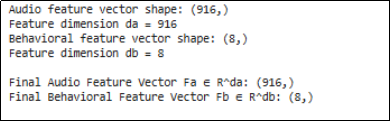 Audio feature vector shape: (916,)
Feature dimension da = 916
Behavioral feature vector shape: (8,)
Feature dimension db = 8
Final Audio Feature Vector Fa ∈ R^da: (916,)
Final Behavioral Feature Vector Fb ∈ R^db: (8,)